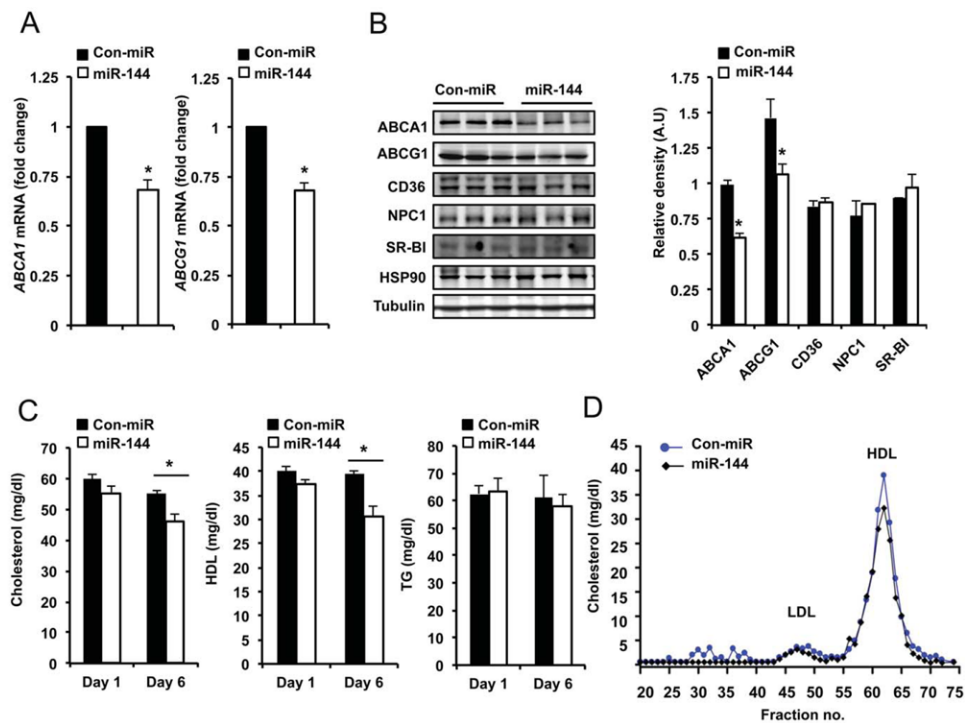 A
Con-miR
miR-144
ABCA1 mRNA (fold change)
1.25
1
0.75
0.5
0.25
0
*
Con-miR
miR-144
ABCG1 mRNA (fold change)
1.25
1
0.75
0.5
0.25
0
*
B
Con-miR miR-144
ABCA1
ABCG1
CD36
NPC1
SR-BI
HSP90
Tubulin
Con-miR
miR-144
Relative density (A.U)
1.75
1.5
1.25
1
0.75
0.5
0.25
0
*
*
ABCA1
ABCG1
CD36
NPC1
SR-BI
C
Con-miR
miR-144
Cholesterol (mg/dl)
70
60
50
40
30
20
10
0
*
Day 1 Day 6
Con-miR
miR-144
HDL (mg/dl)
45
40
35
30
25
20
15
10
5
0
*
Day 1 Day 6
Con-miR
miR-144
TG (mg/dl)
80
70
60
50
40
30
20
10
0
Day 1 Day 6
D
Con-miR
miR-144
Cholesterol (mg/dl)
45
40
35
30
25
20
15
10
5
HDL
LDL
20 25 30 35 40 45 50 55 60 65 70 75
Fraction no.